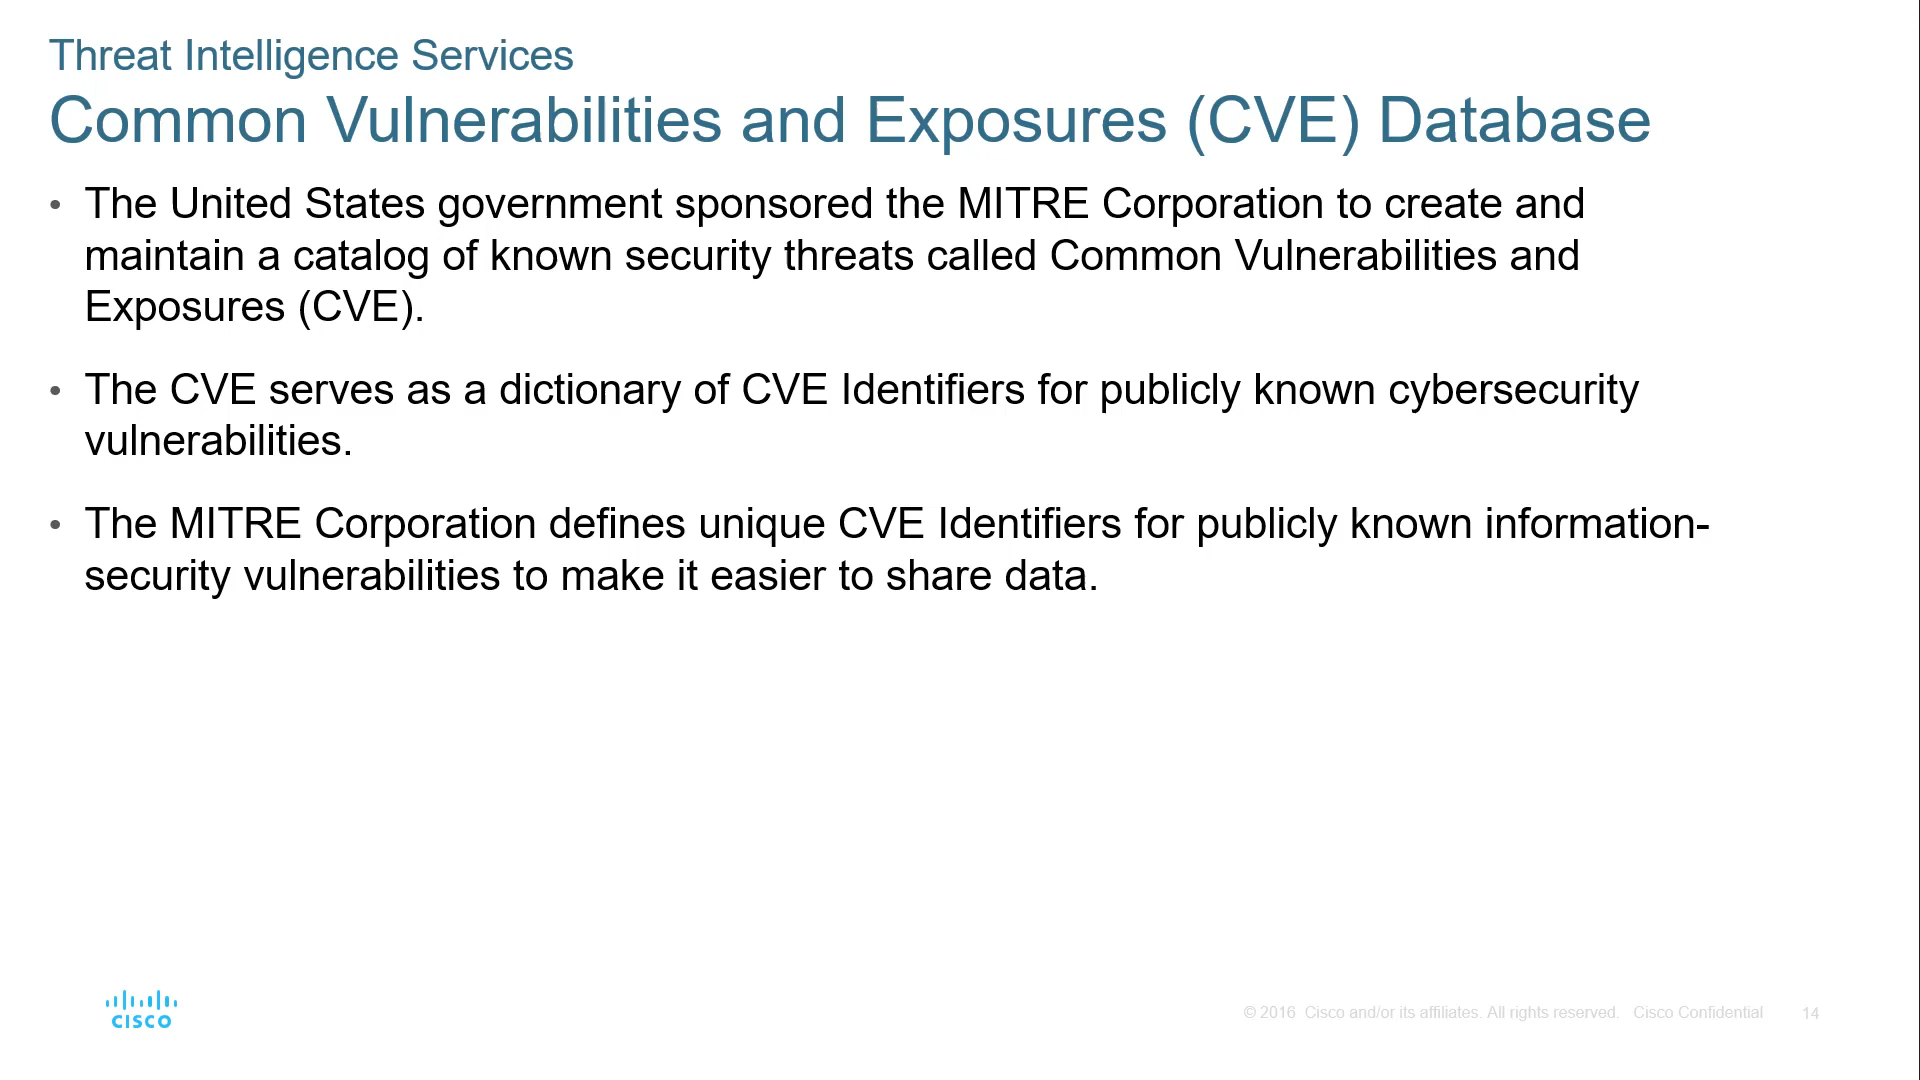 Threat Intelligence Services
Common Vulnerabilities and Exposures (CVE) Database
• The United States government sponsored the MITRE Corporation to create and
maintain a catalog of known security threats called Common Vulnerabilities and
Exposures (CVE).
• The CVE serves as a dictionary of CVE Identifiers for publicly known cybersecurity
vulnerabilities.
• The MITRE Corporation defines unique CVE Identifiers for publicly known information-
security vulnerabilities to make it easier to share data.
CISCO
© 2016 Cisco and/or its affiliates. All rights reserved. Cisco Confidential 14